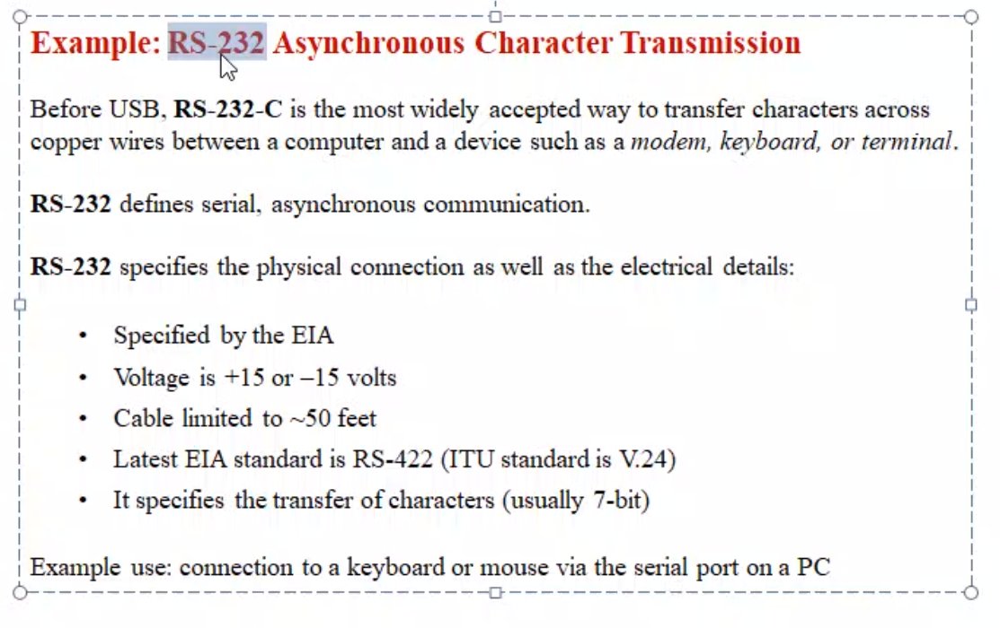 Example: RS-232 Asynchronous Character Transmission
Before USB, RS-232-C is the most widely accepted way to transfer characters across
copper wires between a computer and a device such as a modem, keyboard, or terminal.
RS-232 defines serial, asynchronous communication.
RS-232 specifies the physical connection as well as the electrical details:
• Specified by the EIA
• Voltage is +15 or –15 volts
• Cable limited to ~50 feet
• Latest EIA standard is RS-422 (ITU standard is V.24)
• It specifies the transfer of characters (usually 7-bit)
Example use: connection to a keyboard or mouse via the serial port on a PC